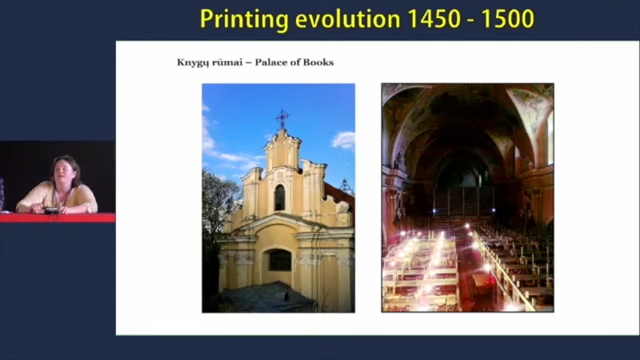 Printing evolution 1450 - 1500
Knygų rūmai – Palace of Books